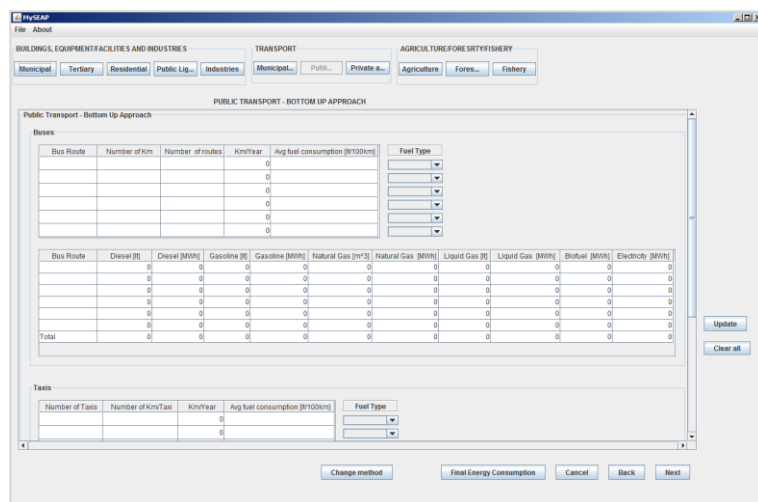 MySEAP
File About
BUILDINGS, EQUIPMENT/FACILITIES AND INDUSTRIES
Municipal Tertiary Residential Public Lig... Industries
TRANSPORT
Municipal... Publi... Private a...
AGRICULTURE/FORESRTY/FISHERY
Agriculture Fores... Fishery
PUBLIC TRANSPORT - BOTTOM UP APPROACH
Public Transport - Bottom Up Approach
Buses
Bus Route Number of Km Number of routes Km/Year Avg fuel consumption [lt/100km] Fuel Type
0
0
0
0
0
0
Bus Route Diesel [lt] Diesel [MWh] Gasoline [lt] Gasoline [MWh] Natural Gas [m^3] Natural Gas [MWh] Liquid Gas [lt] Liquid Gas [MWh] Biofuel [MWh] Electricity [MWh]
0 0 0 0 0 0 0 0 0 0
0 0 0 0 0 0 0 0 0 0
0 0 0 0 0 0 0 0 0 0
0 0 0 0 0 0 0 0 0 0
0 0 0 0 0 0 0 0 0 0
0 0 0 0 0 0 0 0 0 0
Total 0 0 0 0 0 0 0 0 0 0
Update
Clear all
Taxis
Number of Taxis Number of Km/Taxi Km/Year Avg fuel consumption [lt/100km] Fuel Type
0
0
Change method Final Energy Consumption Cancel Back Next